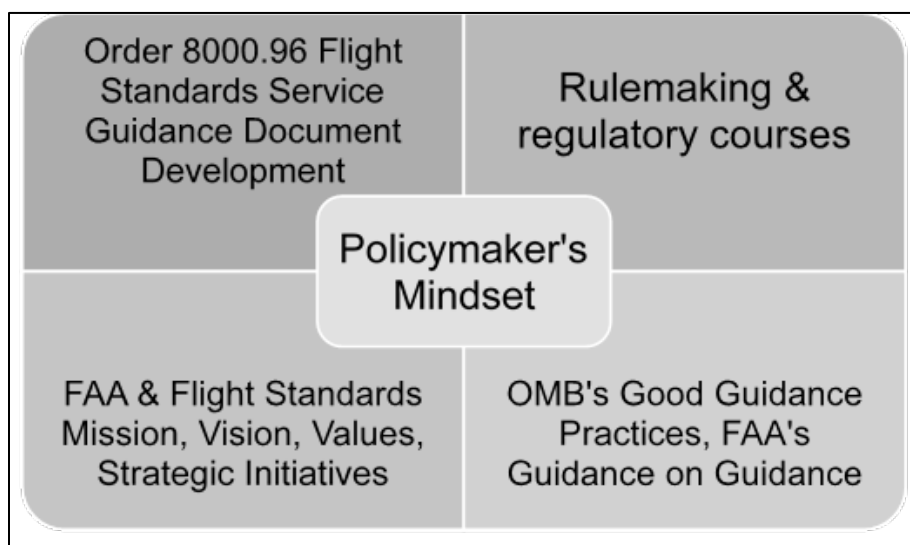 Order 8000.96 Flight
Standards Service
Guidance Document
Development
Rulemaking &
regulatory courses
Policymaker's
Mindset
FAA & Flight Standards
Mission, Vision, Values,
Strategic Initiatives
OMB's Good Guidance
Practices, FAA's
Guidance on Guidance